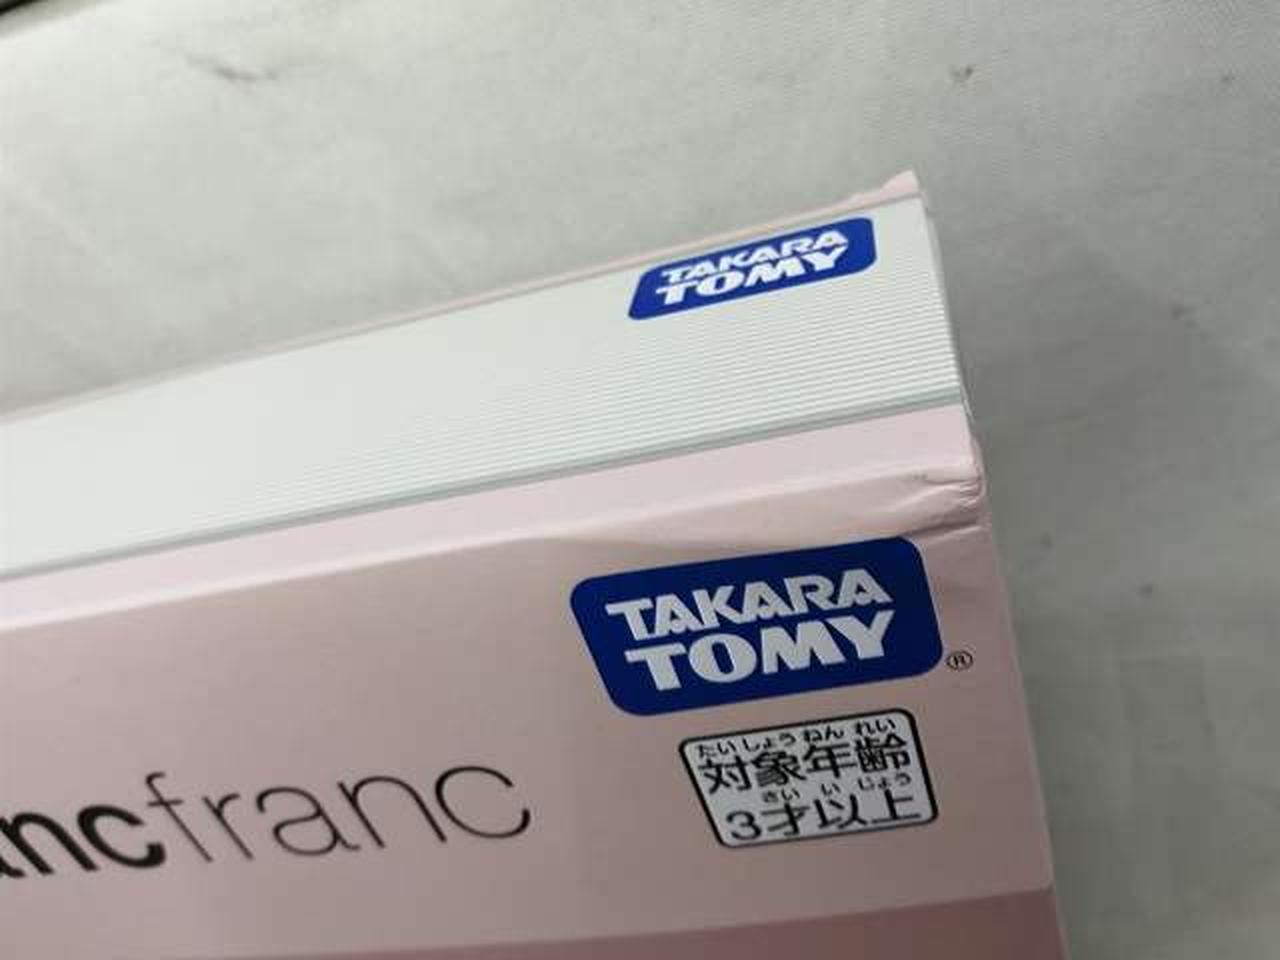 TAKARA
TOMY
TAKARA
TOMY
®
たいしょうねんれい
対象年齢
さい い じょう
3才以上
ncfranc